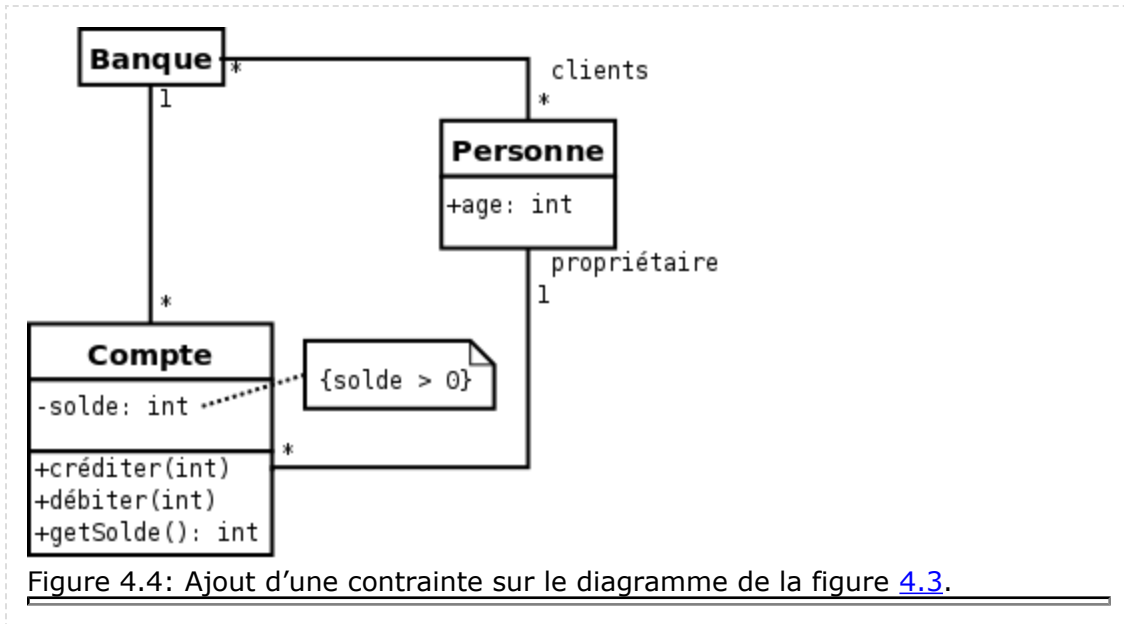 Banque
*
clients
1
*
Personne
+age: int
propriétaire
1
*
Compte
{solde > 0}
-solde: int
*
+créditer(int)
+débiter(int)
+getSolde(): int
Figure 4.4: Ajout d’une contrainte sur le diagramme de la figure 4.3.